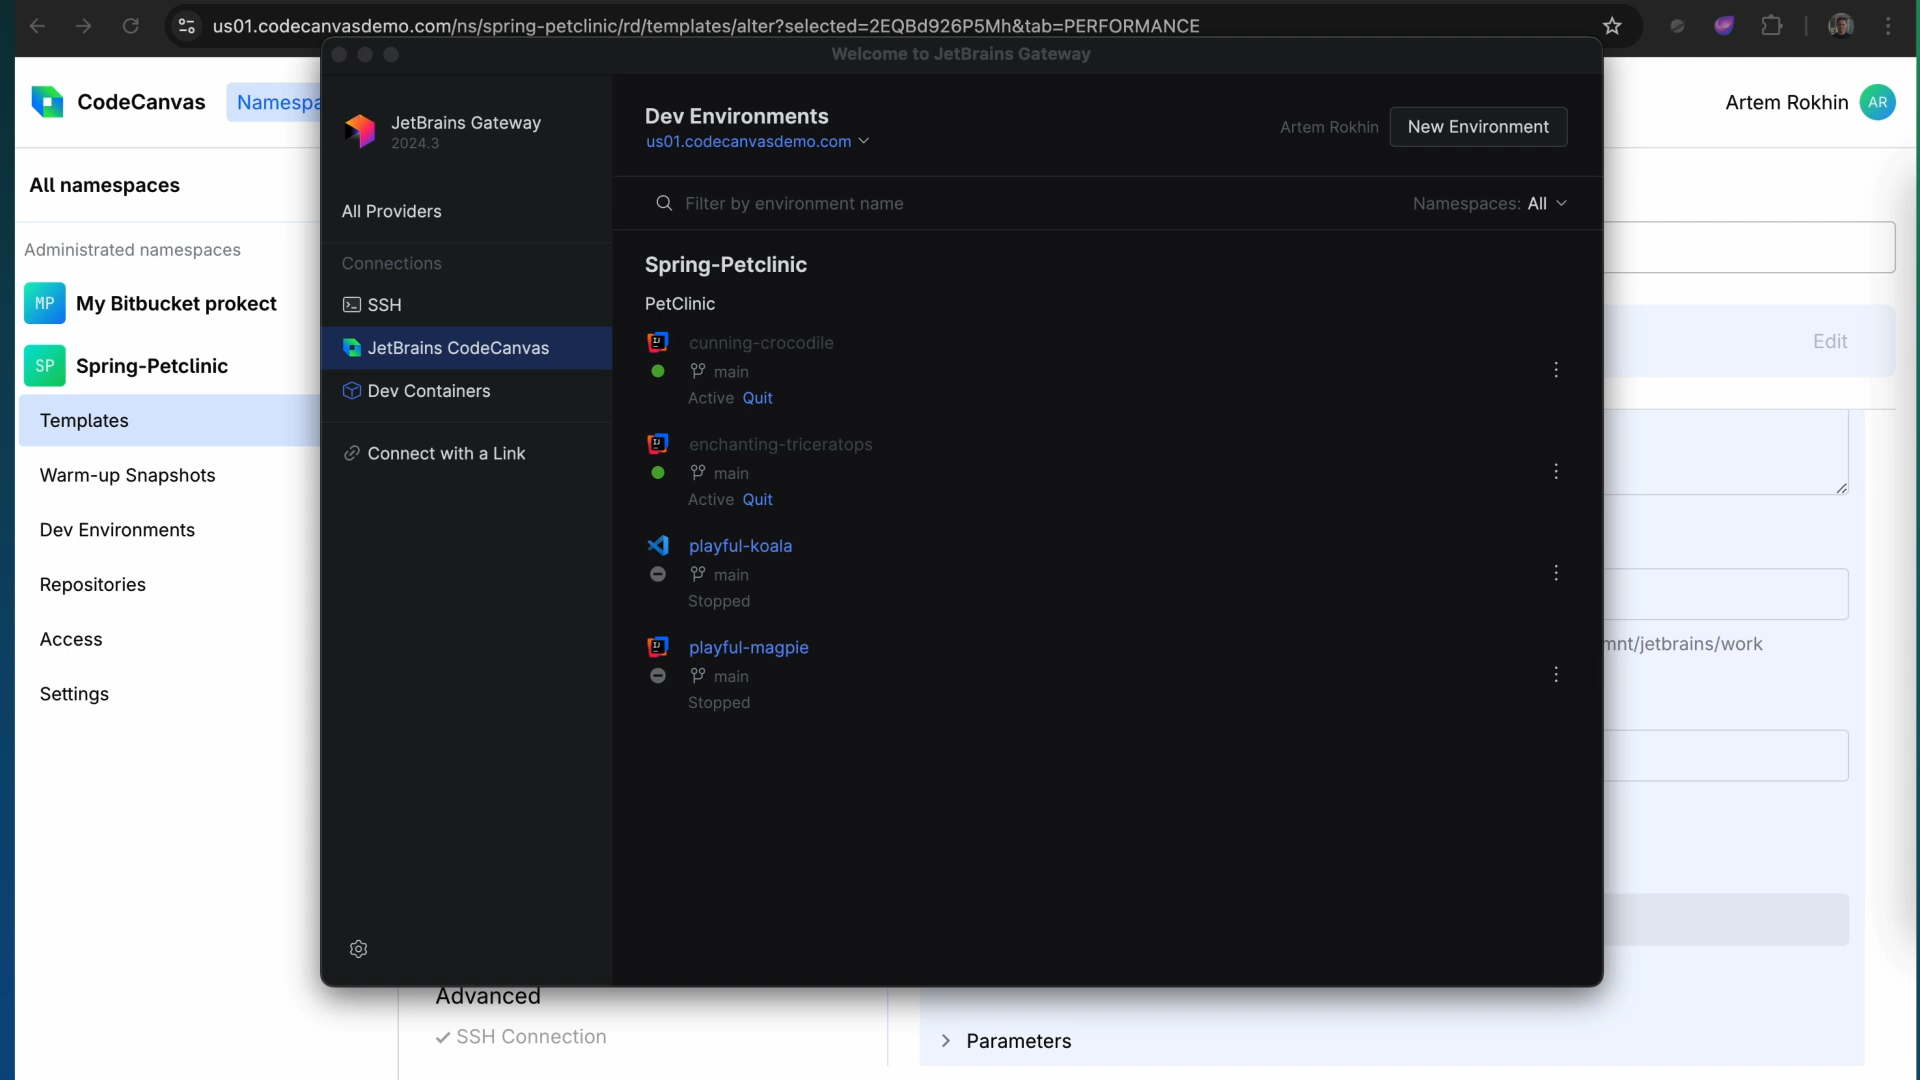 us01.codecanvasdemo.com/ns/spring-petclinic/rd/templates/alter?selected=2EQBd926P5Mh&tab=PERFORMANCE
Welcome to JetBrains Gateway
CodeCanvas
Namespa
Artem Rokhin
AR
All namespaces
Administrated namespaces
MP
My Bitbucket prokect
SP
Spring-Petclinic
Templates
Warm-up Snapshots
Dev Environments
Repositories
Access
Settings
JetBrains Gateway
2024.3
All Providers
Connections
SSH
JetBrains CodeCanvas
Dev Containers
Connect with a Link
Dev Environments
us01.codecanvasdemo.com
Artem Rokhin
New Environment
Filter by environment name
Namespaces: All
Spring-Petclinic
PetClinic
cunning-crocodile
main
Active Quit
enchanting-triceratops
main
Active Quit
playful-koala
main
Stopped
playful-magpie
main
Stopped
Edit
mnt/jetbrains/work
Advanced
SSH Connection
Parameters